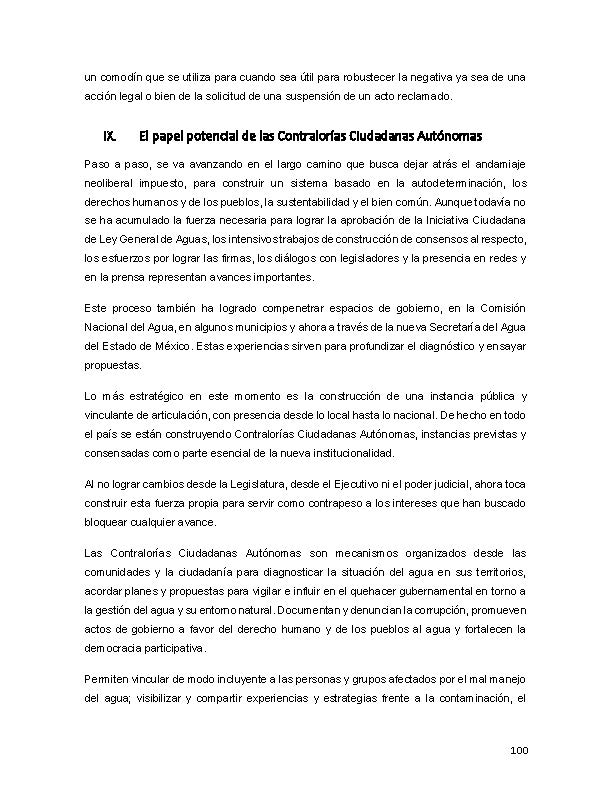 un comodín que se utiliza para cuando sea útil para robustecer la negativa ya sea de una
acción legal o bien de la solicitud de una suspensión de un acto reclamado.
IX. El papel potencial de las Contralorías Ciudadanas Autónomas
Paso a paso, se va avanzando en el largo camino que busca dejar atrás el andamiaje
neoliberal impuesto, para construir un sistema basado en la autodeterminación, los
derechos humanos y de los pueblos, la sustentabilidad y el bien común. Aunque todavía no
se ha acumulado la fuerza necesaria para lograr la aprobación de la Iniciativa Ciudadana
de Ley General de Aguas, los intensivos trabajos de construcción de consensos al respecto,
los esfuerzos por lograr las firmas, los diálogos con legisladores y la presencia en redes y
en la prensa representan avances importantes.
Este proceso también ha logrado compenetrar espacios de gobierno, en la Comisión
Nacional del Agua, en algunos municipios y ahora a través de la nueva Secretaría del Agua
del Estado de México. Estas experiencias sirven para profundizar el diagnóstico y ensayar
propuestas.
Lo más estratégico en este momento es la construcción de una instancia pública y
vinculante de articulación, con presencia desde lo local hasta lo nacional. De hecho en todo
el país se están construyendo Contralorías Ciudadanas Autónomas, instancias previstas y
consensadas como parte esencial de la nueva institucionalidad.
Al no lograr cambios desde la Legislatura, desde el Ejecutivo ni el poder judicial, ahora toca
construir esta fuerza propia para servir como contrapeso a los intereses que han buscado
bloquear cualquier avance.
Las Contralorías Ciudadanas Autónomas son mecanismos organizados desde las
comunidades y la ciudadanía para diagnosticar la situación del agua en sus territorios,
acordar planes y propuestas para vigilar e influir en el quehacer gubernamental en torno a
la gestión del agua y su entorno natural. Documentan y denuncian la corrupción, promueven
actos de gobierno a favor del derecho humano y de los pueblos al agua y fortalecen la
democracia participativa.
Permiten vincular de modo incluyente a las personas y grupos afectados por el mal manejo
del agua; visibilizar y compartir experiencias y estrategias frente a la contaminación, el
100